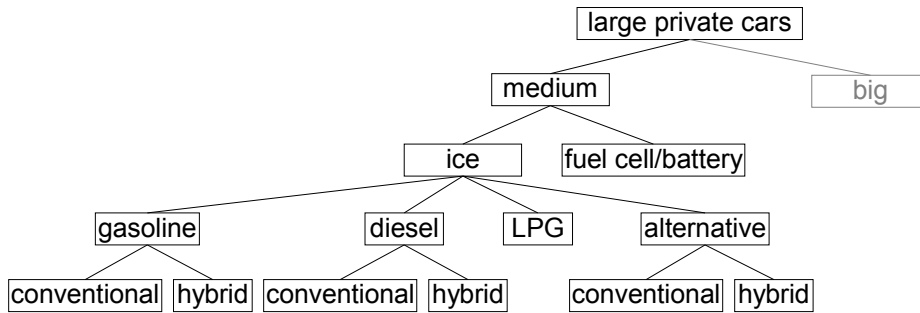 large private cars
medium
big
ice
fuel cell/battery
gasoline
diesel
LPG
alternative
conventional
hybrid
conventional
hybrid
conventional
hybrid